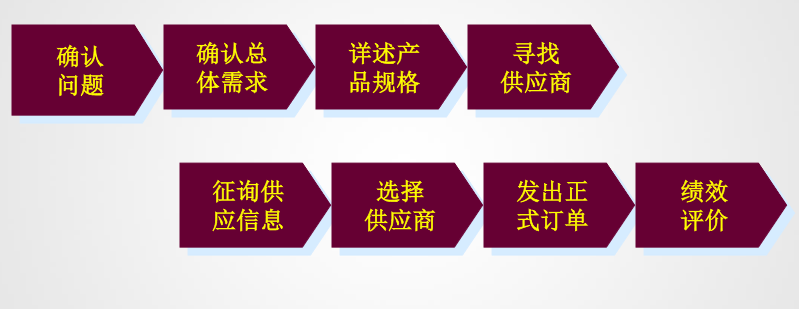 确认
问题
确认总
体需求
详述产
品规格
寻找
供应商
征询供
应信息
选择
供应商
发出正
式订单
绩效
评价